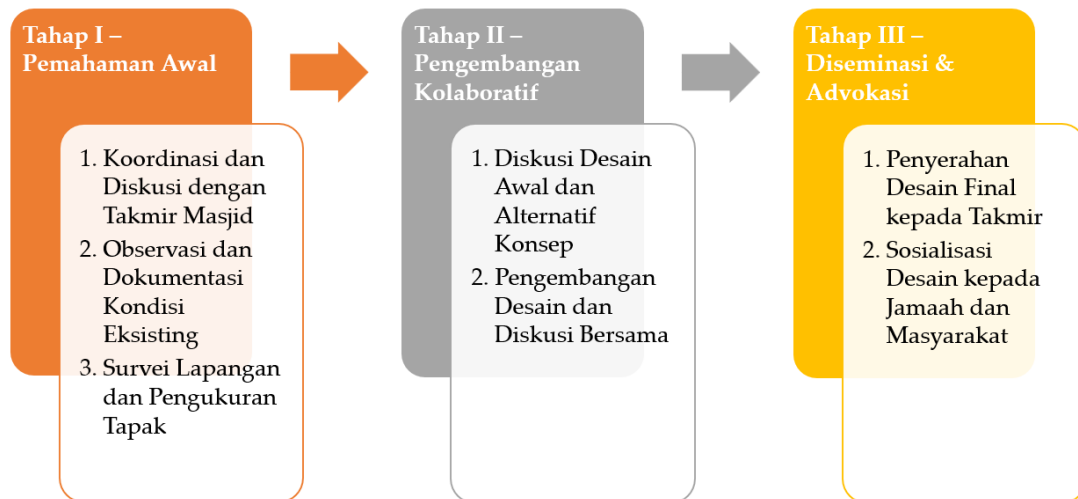 Tahap I –
Pemahaman Awal
1. Koordinasi dan
Diskusi dengan
Takmir Masjid
2. Observasi dan
Dokumentasi
Kondisi
Eksisting
3. Survei Lapangan
dan Pengukuran
Tapak
Tahap II –
Pengembangan
Kolaboratif
1. Diskusi Desain
Awal dan
Alternatif
Konsep
2. Pengembangan
Desain dan
Diskusi Bersama
Tahap III –
Diseminasi &
Advokasi
1. Penyerahan
Desain Final
kepada Takmir
2. Sosialisasi
Desain kepada
Jamaah dan
Masyarakat